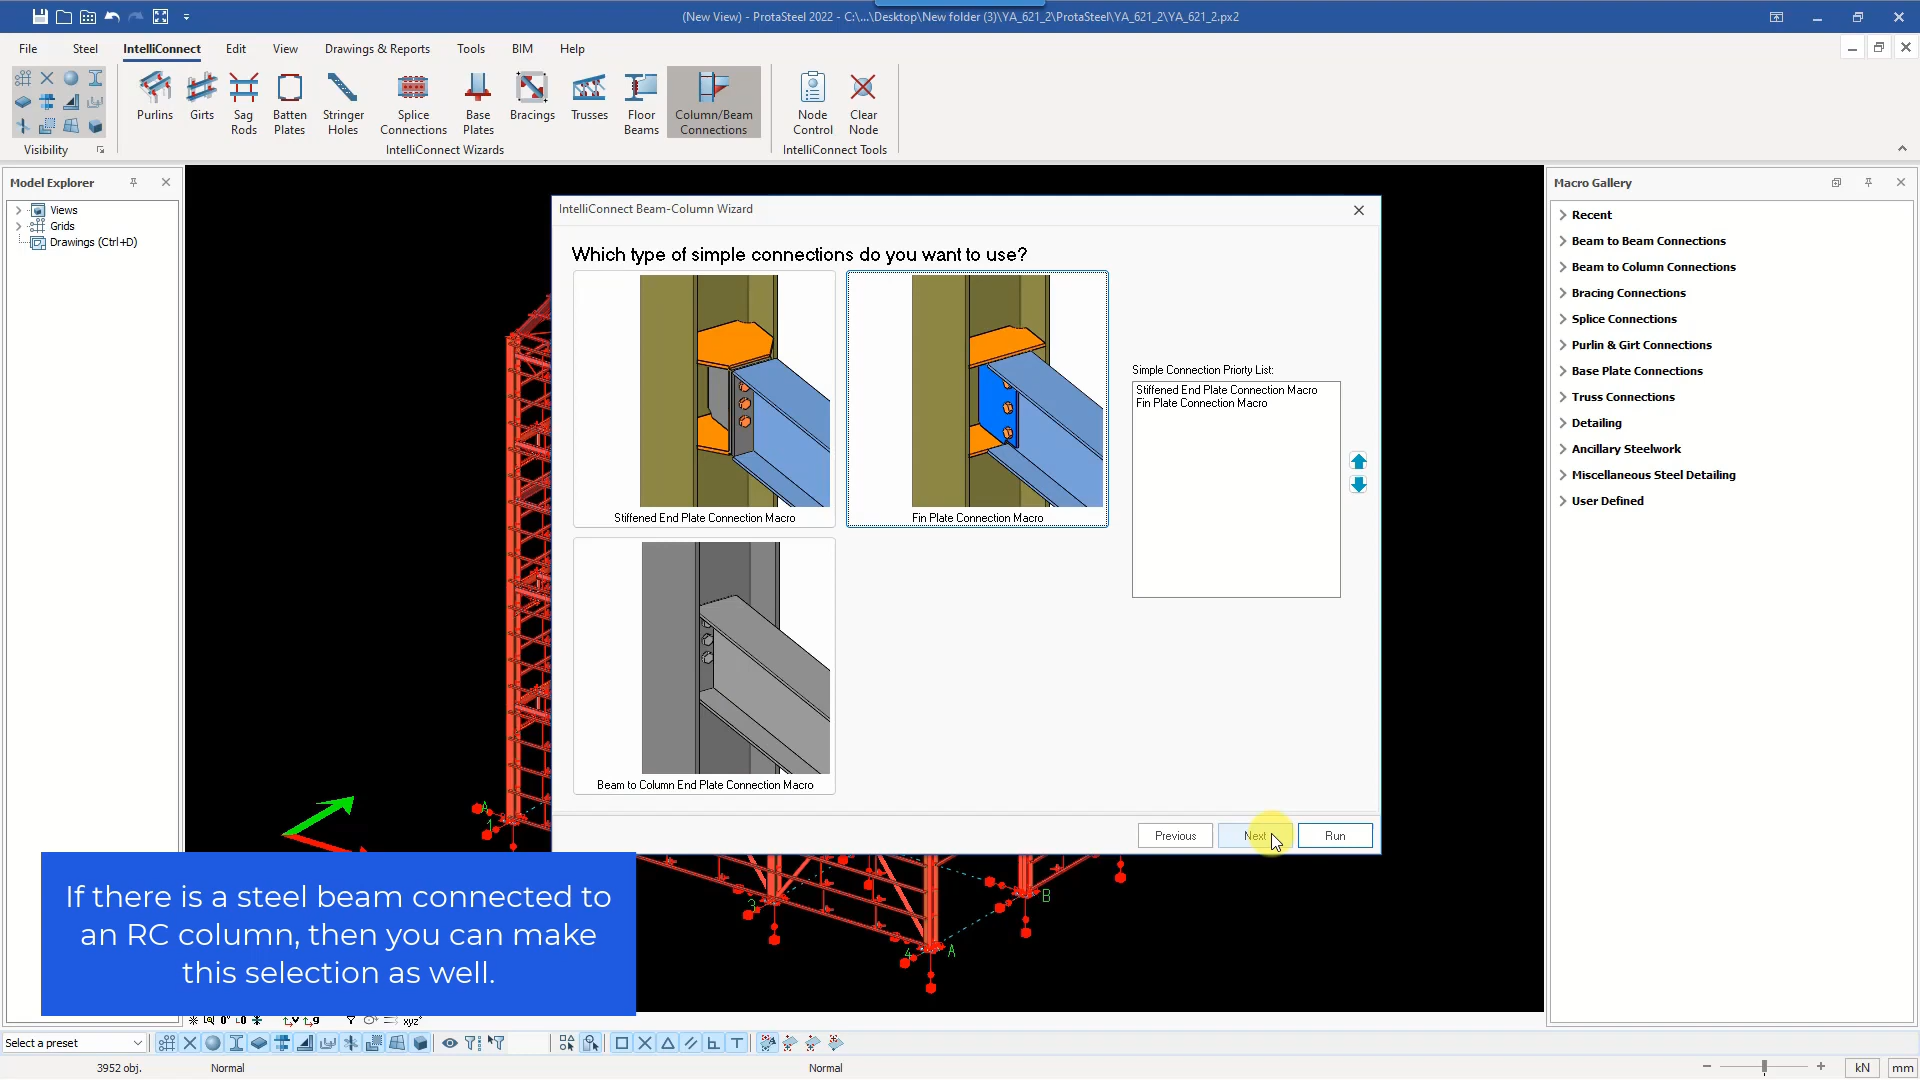 (New View) - ProtaSteel 2022 - C:\...\Desktop\New folder (3)\YA_621_2\ProtaSteel\YA_621_2\YA_621_2.px2
File Steel IntelliConnect Edit View Drawings & Reports Tools BIM Help
Purlins
Girts
Sag
Rods
Batten
Plates
Stringer
Holes
Splice
Connections
Base
Plates
Bracings
Trusses
Floor
Beams
Column/Beam
Connections
Node
Control
Clear
Node
Visibility
IntelliConnect Wizards
IntelliConnect Tools
Model Explorer
Views
Grids
Drawings (Ctrl+D)
IntelliConnect Beam-Column Wizard
Which type of simple connections do you want to use?
Stiffened End Plate Connection Macro
Fin Plate Connection Macro
Beam to Column End Plate Connection Macro
Simple Connection Priorty List:
Stiffened End Plate Connection Macro
Fin Plate Connection Macro
Previous
Next
Run
Macro Gallery
Recent
Beam to Beam Connections
Beam to Column Connections
Bracing Connections
Splice Connections
Purlin & Girt Connections
Base Plate Connections
Truss Connections
Detailing
Ancillary Steelwork
Miscellaneous Steel Detailing
User Defined
A
1
3
4
A
B
If there is a steel beam connected to
an RC column, then you can make
this selection as well.
xyz
Select a preset
3952 obj.
Normal
Normal
kN
mm